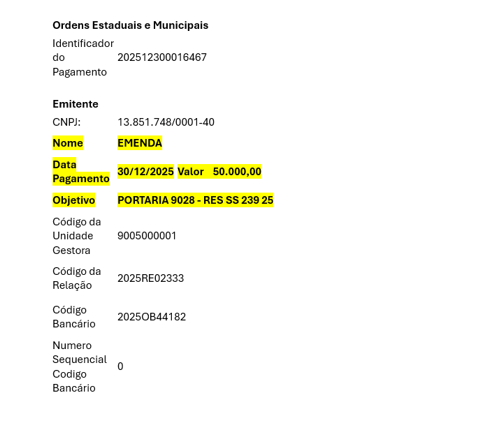 Ordens Estaduais e Municipais
Identificador
do
Pagamento
202512300016467
Emitente
CNPJ: 13.851.748/0001-40
Nome EMENDA
Data
Pagamento
30/12/2025 Valor 50.000,00
Objetivo PORTARIA 9028 - RES SS 239 25
Código da
Unidade
Gestora
9005000001
Código da
Relação
2025RE02333
Código
Bancário
2025OB44182
Numero
Sequencial
Codigo
Bancário
0